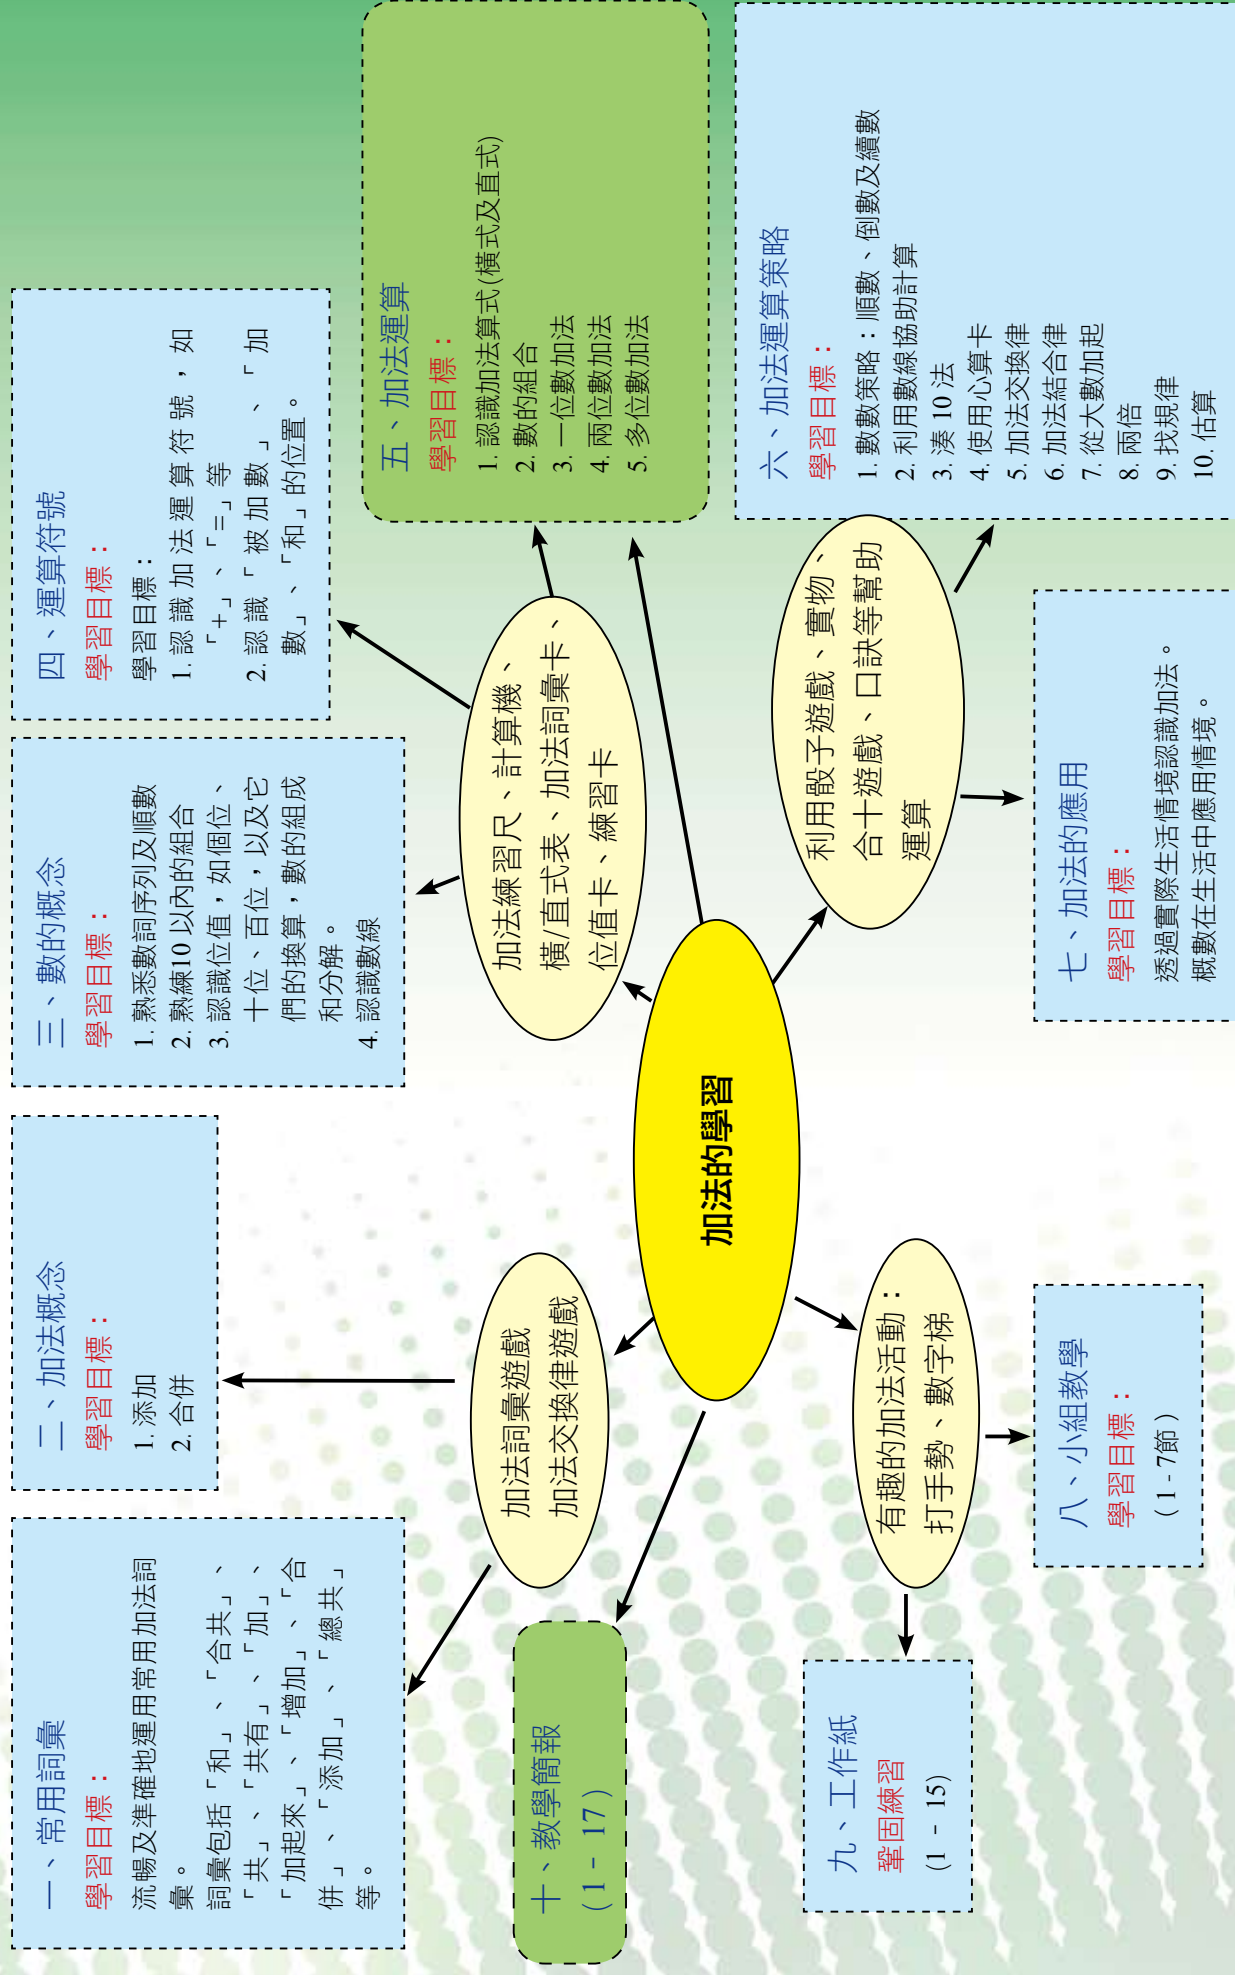 一、常用詞彙
學習目標：
流暢及準確地運用常用加法詞
彙。
詞彙包括「和」、「合共」、
「共」、「共有」、「加」、
「加起來」、「增加」、「合
併」、「添加」、「總共」
等。
二、加法概念
學習目標：
1. 添加
2. 合併
三、數的概念
學習目標：
1. 熟悉數詞序列及順數
2. 熟練10 以內的組合
3. 認識位值，如個位、
十位、百位，以及它
們的換算，數的組成
和分解。
4. 認識數線
四、運算符號
學習目標：
學習目標：
1. 認識加法運算符號，如
「+」、「=」等
2. 認識「被加數」、「加
數」、「和」的位置。
加法詞彙遊戲
加法交換律遊戲
加法練習尺、計算機、
橫/直式表、加法詞彙卡、
位值卡、練習卡
五、加法運算
學習目標：
1. 認識加法算式(橫式及直式)
2. 數的組合
3. 一位數加法
4. 兩位數加法
5. 多位數加法
十、教學簡報
( 1 - 17 )
加法的學習
九、工作紙
鞏固練習
(1 - 15)
有趣的加法活動：
打手勢、數字梯
八、小組教學
學習目標：
( 1 - 7節 )
利用骰子遊戲、實物、
合十遊戲、口訣等幫助
運算
七、加法的應用
學習目標：
透過實際生活情境認識加法。
概數在生活中應用情境。
六、加法運算策略
學習目標：
1. 數數策略：順數、倒數及續數
2. 利用數線協助計算
3. 湊 10 法
4. 使用心算卡
5. 加法交換律
6. 加法結合律
7. 從大數加起
8. 兩倍
9. 找規律
10. 估算